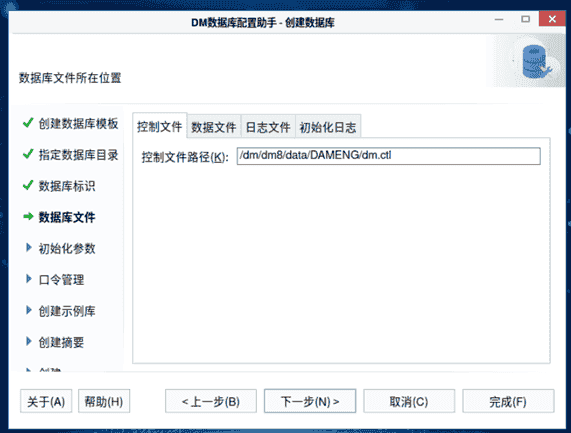 DM数据库配置助手 - 创建数据库
数据库文件所在位置
创建数据库模板
指定数据库目录
数据库标识
数据库文件
初始化参数
口令管理
创建示例库
创建摘要
控制文件 数据文件 日志文件 初始化日志
控制文件路径(K): /dm/dm8/data/DAMENG/dm.ctl
关于(A) 帮助(H) <上一步(B) 下一步(N) > 取消(C) 完成(F)